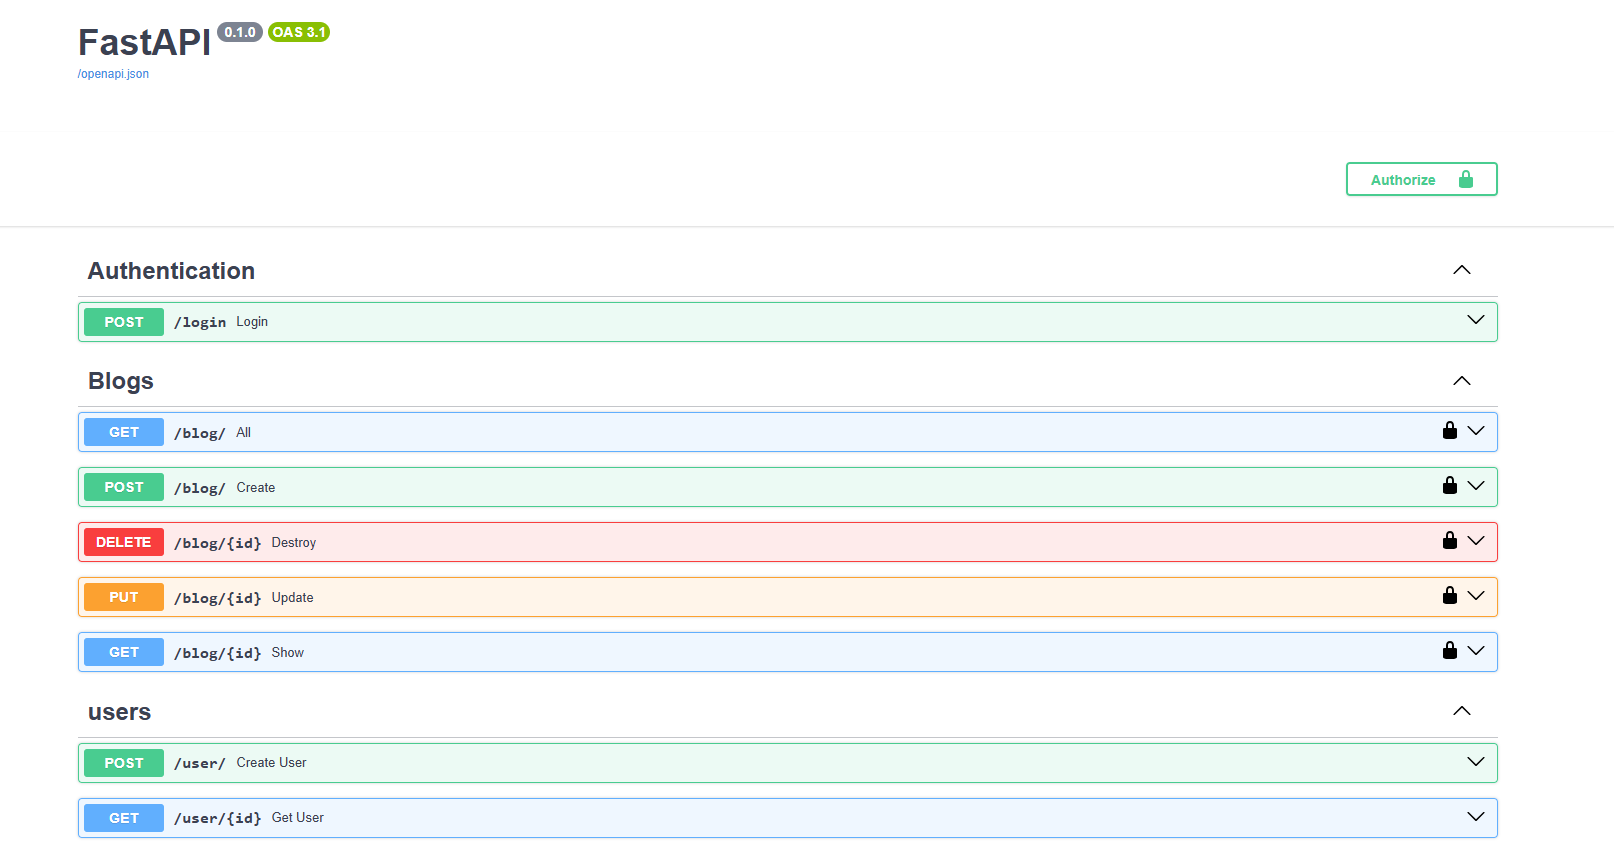 FastAPI 0.1.0 OAS 3.1
/openapi.json
Authorize
Authentication
POST /login Login
Blogs
GET /blog/ All
POST /blog/ Create
DELETE /blog/{id} Destroy
PUT /blog/{id} Update
GET /blog/{id} Show
users
POST /user/ Create User
GET /user/{id} Get User